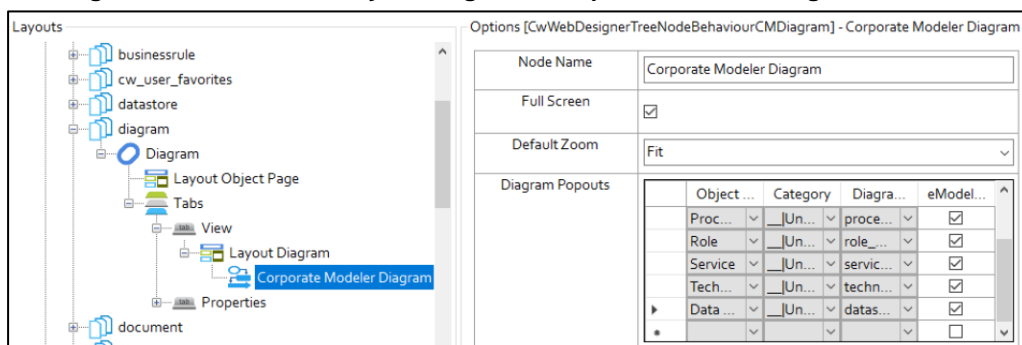 Layouts
businessrule
cw_user_favorites
datastore
diagram
Diagram
Layout Object Page
Tabs
View
Layout Diagram
Corporate Modeler Diagram
Properties
document
Options [CwWebDesignerTreeNodeBehaviourCMDiagram] - Corporate Modeler Diagram
Node Name
Corporate Modeler Diagram
Full Screen
Default Zoom
Fit
Diagram Popouts
Object ... Category Diagra... eModel...
Proc... __|Un... proce...
Role __|Un... role_...
Service __|Un... servic...
Tech... __|Un... techn...
Data ... __|Un... datas...